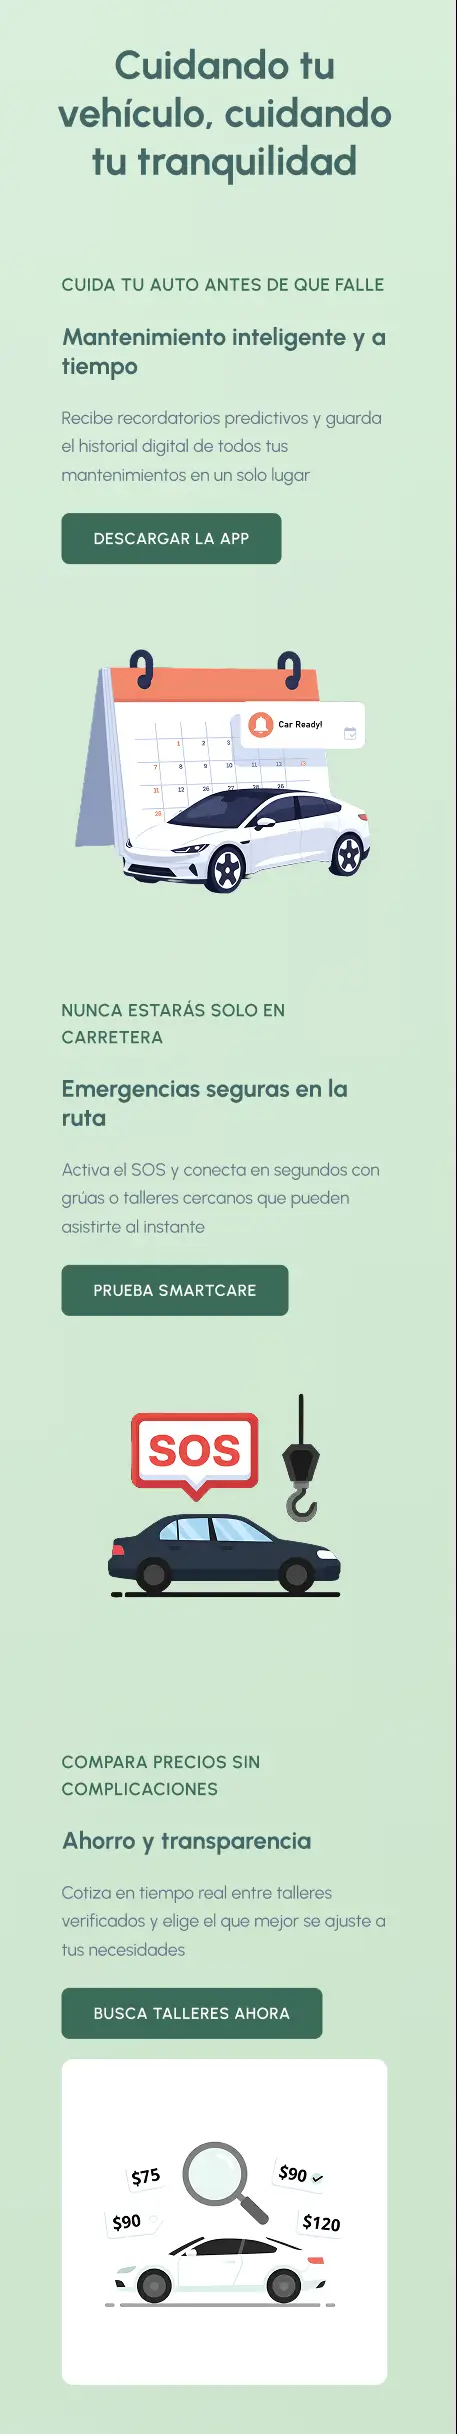 Cuidando tu
vehículo, cuidando
tu tranquilidad
CUIDA TU AUTO ANTES DE QUE FALLE
Mantenimiento inteligente y a
tiempo
Recibe recordatorios predictivos y guarda
el historial digital de todos tus
mantenimientos en un solo lugar
DESCARGAR LA APP
Car Ready!
1 2 3
7 8 9 10 11 12 13
31 12 26 26 27 28
28
NUNCA ESTARÁS SOLO EN
CARRETERA
Emergencias seguras en la
ruta
Activa el SOS y conecta en segundos con
grúas o talleres cercanos que pueden
asistirte al instante
PRUEBA SMARTCARE
SOS
COMPARA PRECIOS SIN
COMPLICACIONES
Ahorro y transparencia
Cotiza en tiempo real entre talleres
verificados y elige el que mejor se ajuste a
tus necesidades
BUSCA TALLERES AHORA
$75
$90
$90
$120